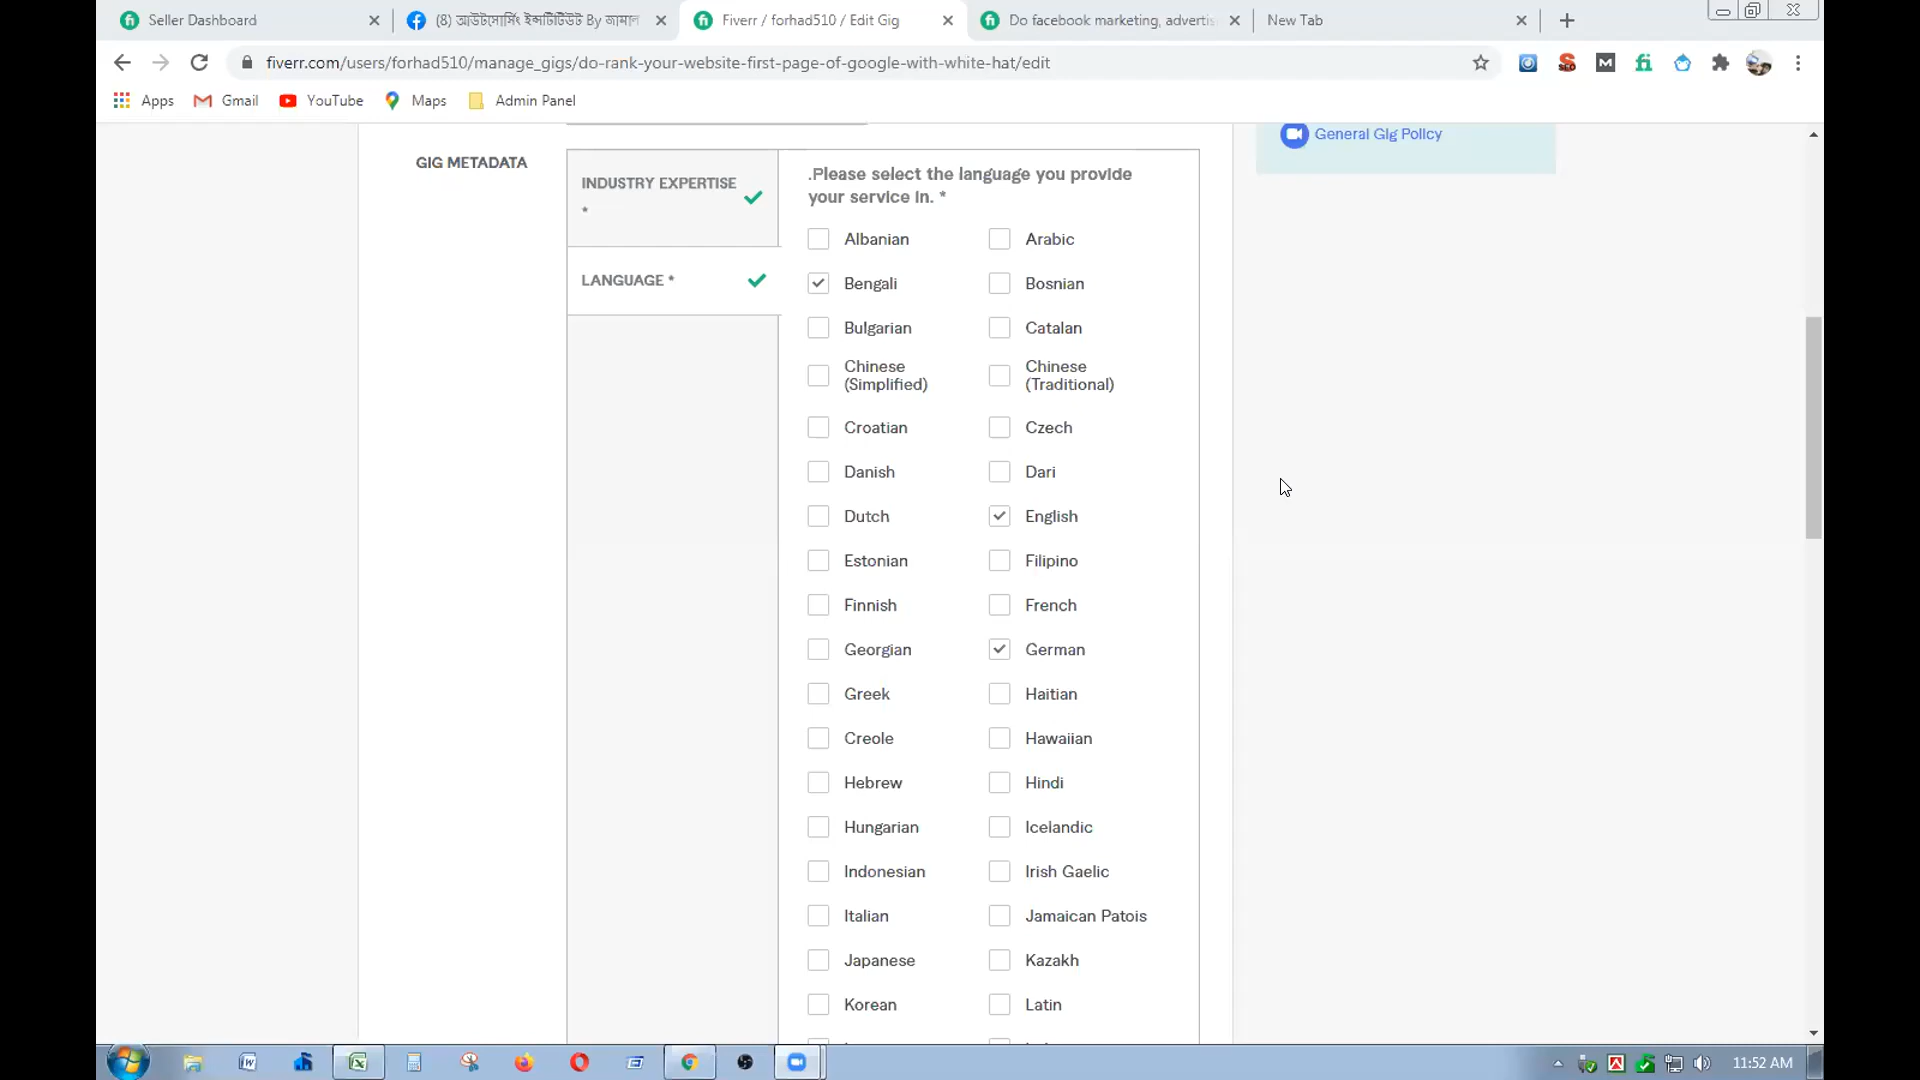 Seller Dashboard
(8) আউটসোর্সিং ইন্সটিটিউট By জামাল
Fiverr / forhad510 / Edit Gig
Do facebook marketing, advertis
New Tab
fiverr.com/users/forhad510/manage_gigs/do-rank-your-website-first-page-of-google-with-white-hat/edit
Apps
Gmail
YouTube
Maps
Admin Panel
General Gig Policy
GIG METADATA
INDUSTRY EXPERTISE
*
LANGUAGE *
.Please select the language you provide
your service in. *
Albanian
Arabic
Bengali
Bosnian
Bulgarian
Catalan
Chinese
(Simplified)
Chinese
(Traditional)
Croatian
Czech
Danish
Dari
Dutch
English
Estonian
Filipino
Finnish
French
Georgian
German
Greek
Haitian
Creole
Hawaiian
Hebrew
Hindi
Hungarian
Icelandic
Indonesian
Irish Gaelic
Italian
Jamaican Patois
Japanese
Kazakh
Korean
Latin
11:52 AM